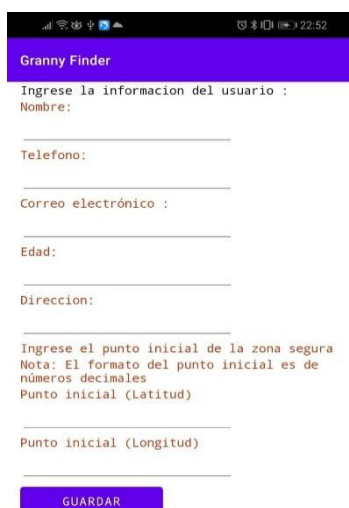 22:52
Granny Finder
Ingrese la informacion del usuario :
Nombre:
Telefono:
Correo electrónico :
Edad:
Direccion:
Ingrese el punto inicial de la zona segura
Nota: El formato del punto inicial es de
números decimales
Punto inicial (Latitud)
Punto inicial (Longitud)
GUARDAR